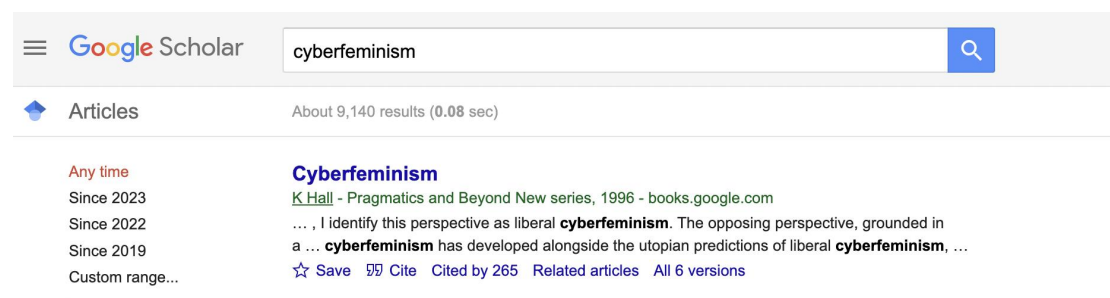 Google Scholar
cyberfeminism
Articles
About 9,140 results (0.08 sec)
Any time
Since 2023
Since 2022
Since 2019
Custom range...
Cyberfeminism
K Hall - Pragmatics and Beyond New series, 1996 - books.google.com
… , I identify this perspective as liberal cyberfeminism. The opposing perspective, grounded in
a … cyberfeminism has developed alongside the utopian predictions of liberal cyberfeminism, …
Save Cite Cited by 265 Related articles All 6 versions